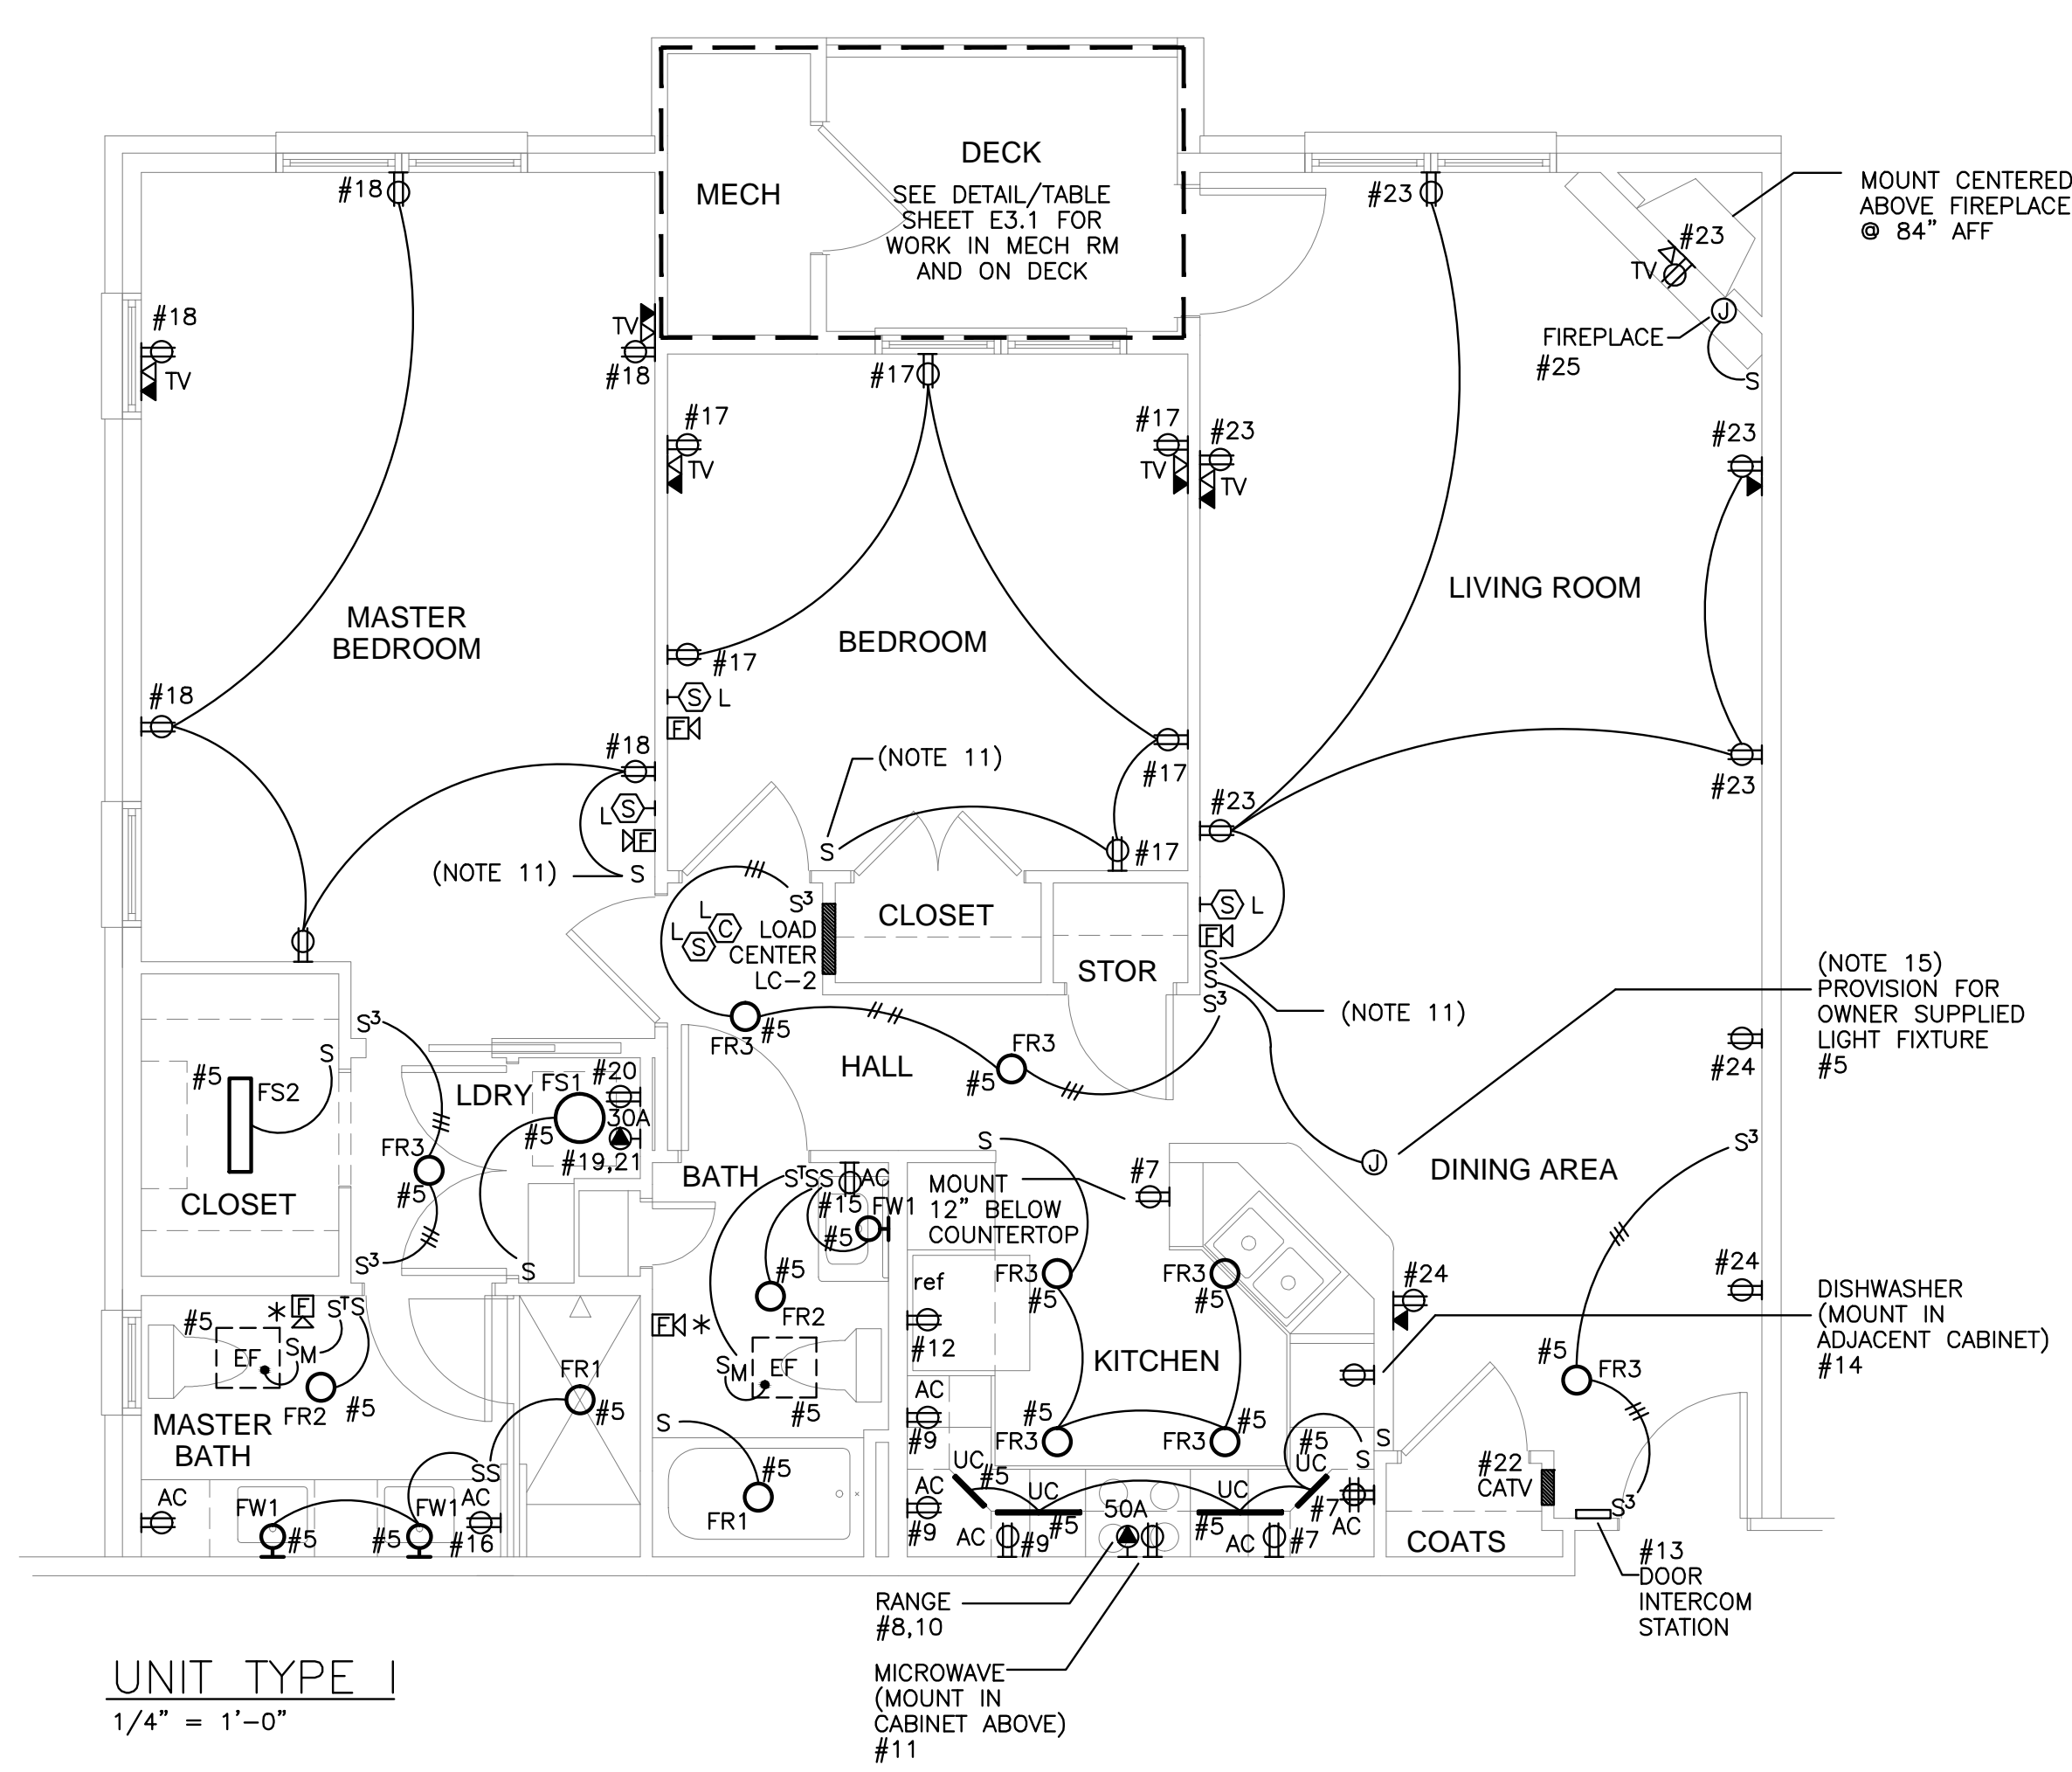 DECK
SEE DETAIL/TABLE
SHEET E3.1 FOR
WORK IN MECH RM
AND ON DECK
MECH
#18
#23
MOUNT CENTERED
ABOVE FIREPLACE
@ 84" AFF
#23
TV
FIREPLACE
#25
J
S
#18
TV
TV
#18
#17
#17
TV
#17
TV
#23
TV
#23
MASTER
BEDROOM
BEDROOM
LIVING ROOM
#17
S L
F
#18
#18
L S
F
S
(NOTE 11)
(NOTE 11)
S
#17
#17
#23
#23
S L
F
S
S
S3
(NOTE 11)
S3
L C
L S
LOAD
CENTER
LC-2
CLOSET
STOR
(NOTE 15)
PROVISION FOR
OWNER SUPPLIED
LIGHT FIXTURE
#5
#5
FR3
FR3
#5
HALL
#24
S3
S
#5
FS2
CLOSET
LDRY
FS1
#20
30A
#5
#19,21
FR3
#5
S3
S
J
DINING AREA
S3
BATH
STSS
AC
#15
FW1
#5
S
MOUNT
12" BELOW
COUNTERTOP
#7
#5
FR2
F *
SM
EF
#5
ref
#12
FR3
#5
FR3
#5
KITCHEN
#24
#24
DISHWASHER
(MOUNT IN
ADJACENT CABINET)
#14
#5
* F
STS
SM
EF
FR2
#5
MASTER
BATH
FR1
#5
SS
AC
FW1
#5
FW1
#5
AC
#16
S
#5
FR1
AC
#9
AC
#9
#5
FR3
#5
FR3
UC
#5
UC
#5
UC
#5
#5
UC
S
S
AC
#9
50A
AC
#7
#7
AC
#5
FR3
#22
CATV
S3
COATS
#13
DOOR
INTERCOM
STATION
RANGE
#8,10
MICROWAVE
(MOUNT IN
CABINET ABOVE)
#11
UNIT TYPE I
1/4" = 1'-0"